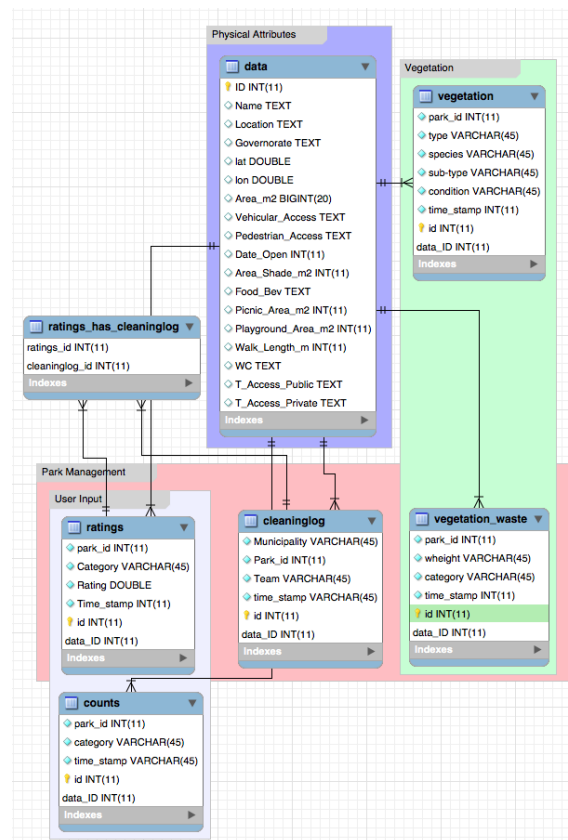 Physical Attributes
data
ID INT(11)
Name TEXT
Location TEXT
Governorate TEXT
lat DOUBLE
lon DOUBLE
Area_m2 BIGINT(20)
Vehicular_Access TEXT
Pedestrian_Access TEXT
Date_Open INT(11)
Area_Shade_m2 INT(11)
Food_Bev TEXT
Picnic_Area_m2 INT(11)
Playground_Area_m2 INT(11)
Walk_Length_m INT(11)
WC TEXT
T_Access_Public TEXT
T_Access_Private TEXT
Indexes
Vegetation
vegetation
park_id INT(11)
type VARCHAR(45)
species VARCHAR(45)
sub-type VARCHAR(45)
condition VARCHAR(45)
time_stamp INT(11)
id INT(11)
data_ID INT(11)
Indexes
ratings_has_cleaninglog
ratings_id INT(11)
cleaninglog_id INT(11)
Indexes
Park Management
User Input
ratings
park_id INT(11)
Category VARCHAR(45)
Rating DOUBLE
Time_stamp INT(11)
id INT(11)
data_ID INT(11)
Indexes
cleaninglog
Municipality VARCHAR(45)
Park_id INT(11)
Team VARCHAR(45)
time_stamp VARCHAR(45)
id INT(11)
data_ID INT(11)
Indexes
vegetation_waste
park_id INT(11)
wheight VARCHAR(45)
category VARCHAR(45)
time_stamp INT(11)
id INT(11)
data_ID INT(11)
Indexes
counts
park_id INT(11)
category VARCHAR(45)
time_stamp VARCHAR(45)
id INT(11)
data_ID INT(11)
Indexes